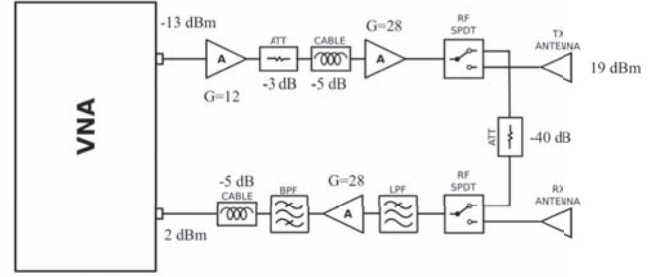 -13 dBm
G=28
RF
SPDT
TX
ANTENNA
ATT
CABLE
A
A
19 dBm
-3 dB
-5 dB
G=12
VNA
ATT
-40 dB
-5 dB
CABLE
BPF
G=28
LPF
RF
SPDT
RX
ANTENNA
A
2 dBm